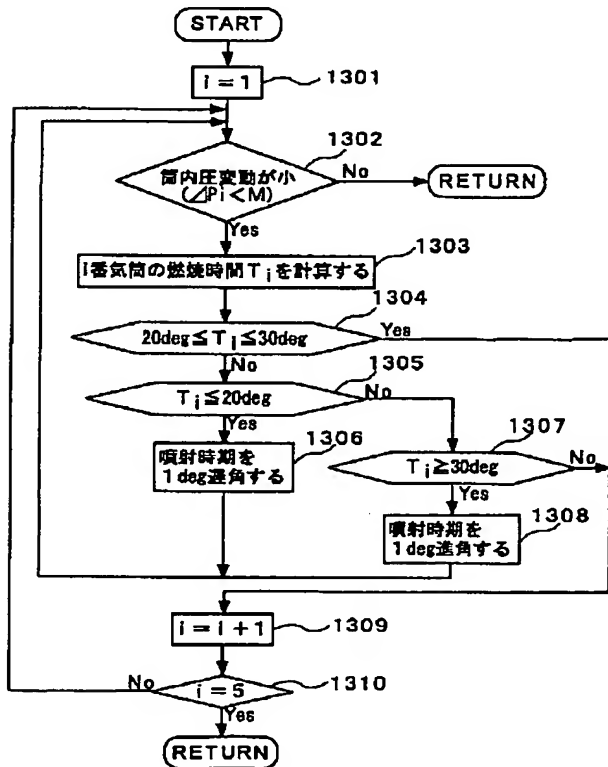 START
i=1
1301
1302
筒内圧変動が小
(⊿Pi<M)
No
RETURN
Yes
1303
i番気筒の燃焼時間Tiを計算する
1304
20deg≦Ti≦30deg
Yes
No
1305
Ti≦20deg
No
Yes
1306
噴射時期を
1deg遅角する
1307
Ti≧30deg
No
Yes
1308
噴射時期を
1deg進角する
i=i+1
1309
No
i=5
1310
Yes
RETURN